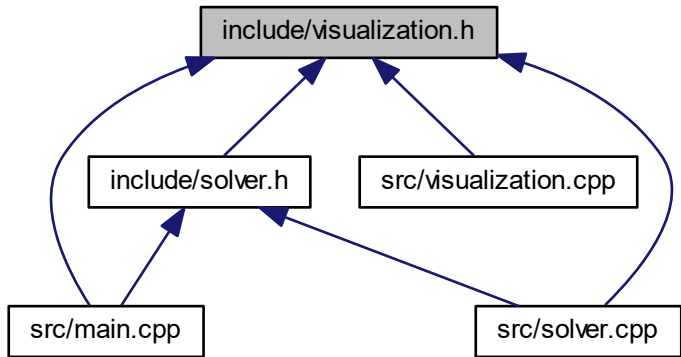 include/visualization.h
include/solver.h
src/visualization.cpp
src/main.cpp
src/solver.cpp